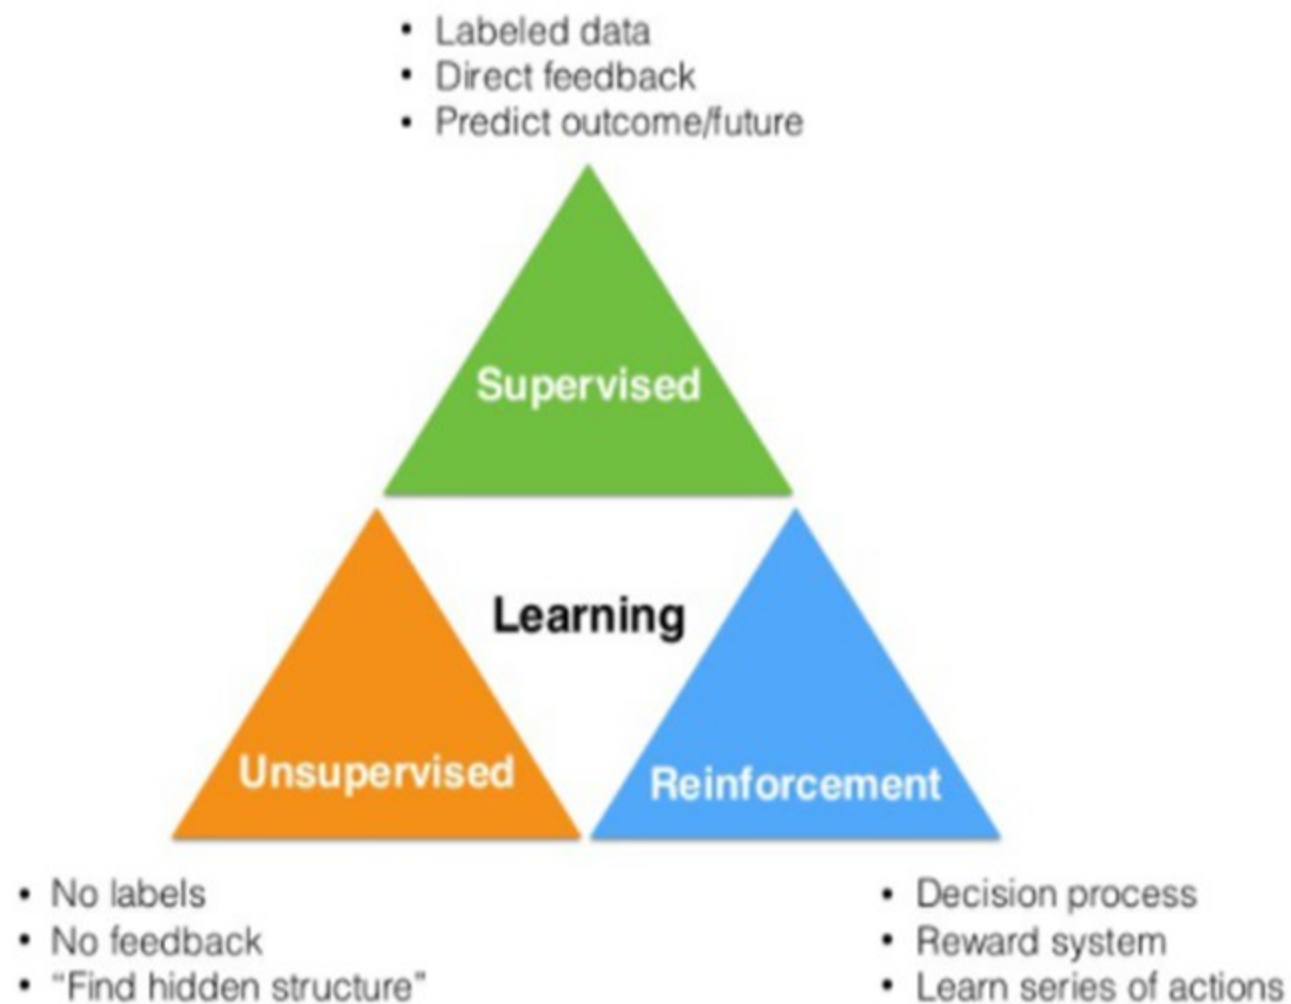 • Labeled data
• Direct feedback
• Predict outcome/future
Supervised
Learning
Unsupervised
Reinforcement
• No labels
• No feedback
• “Find hidden structure”
• Decision process
• Reward system
• Learn series of actions